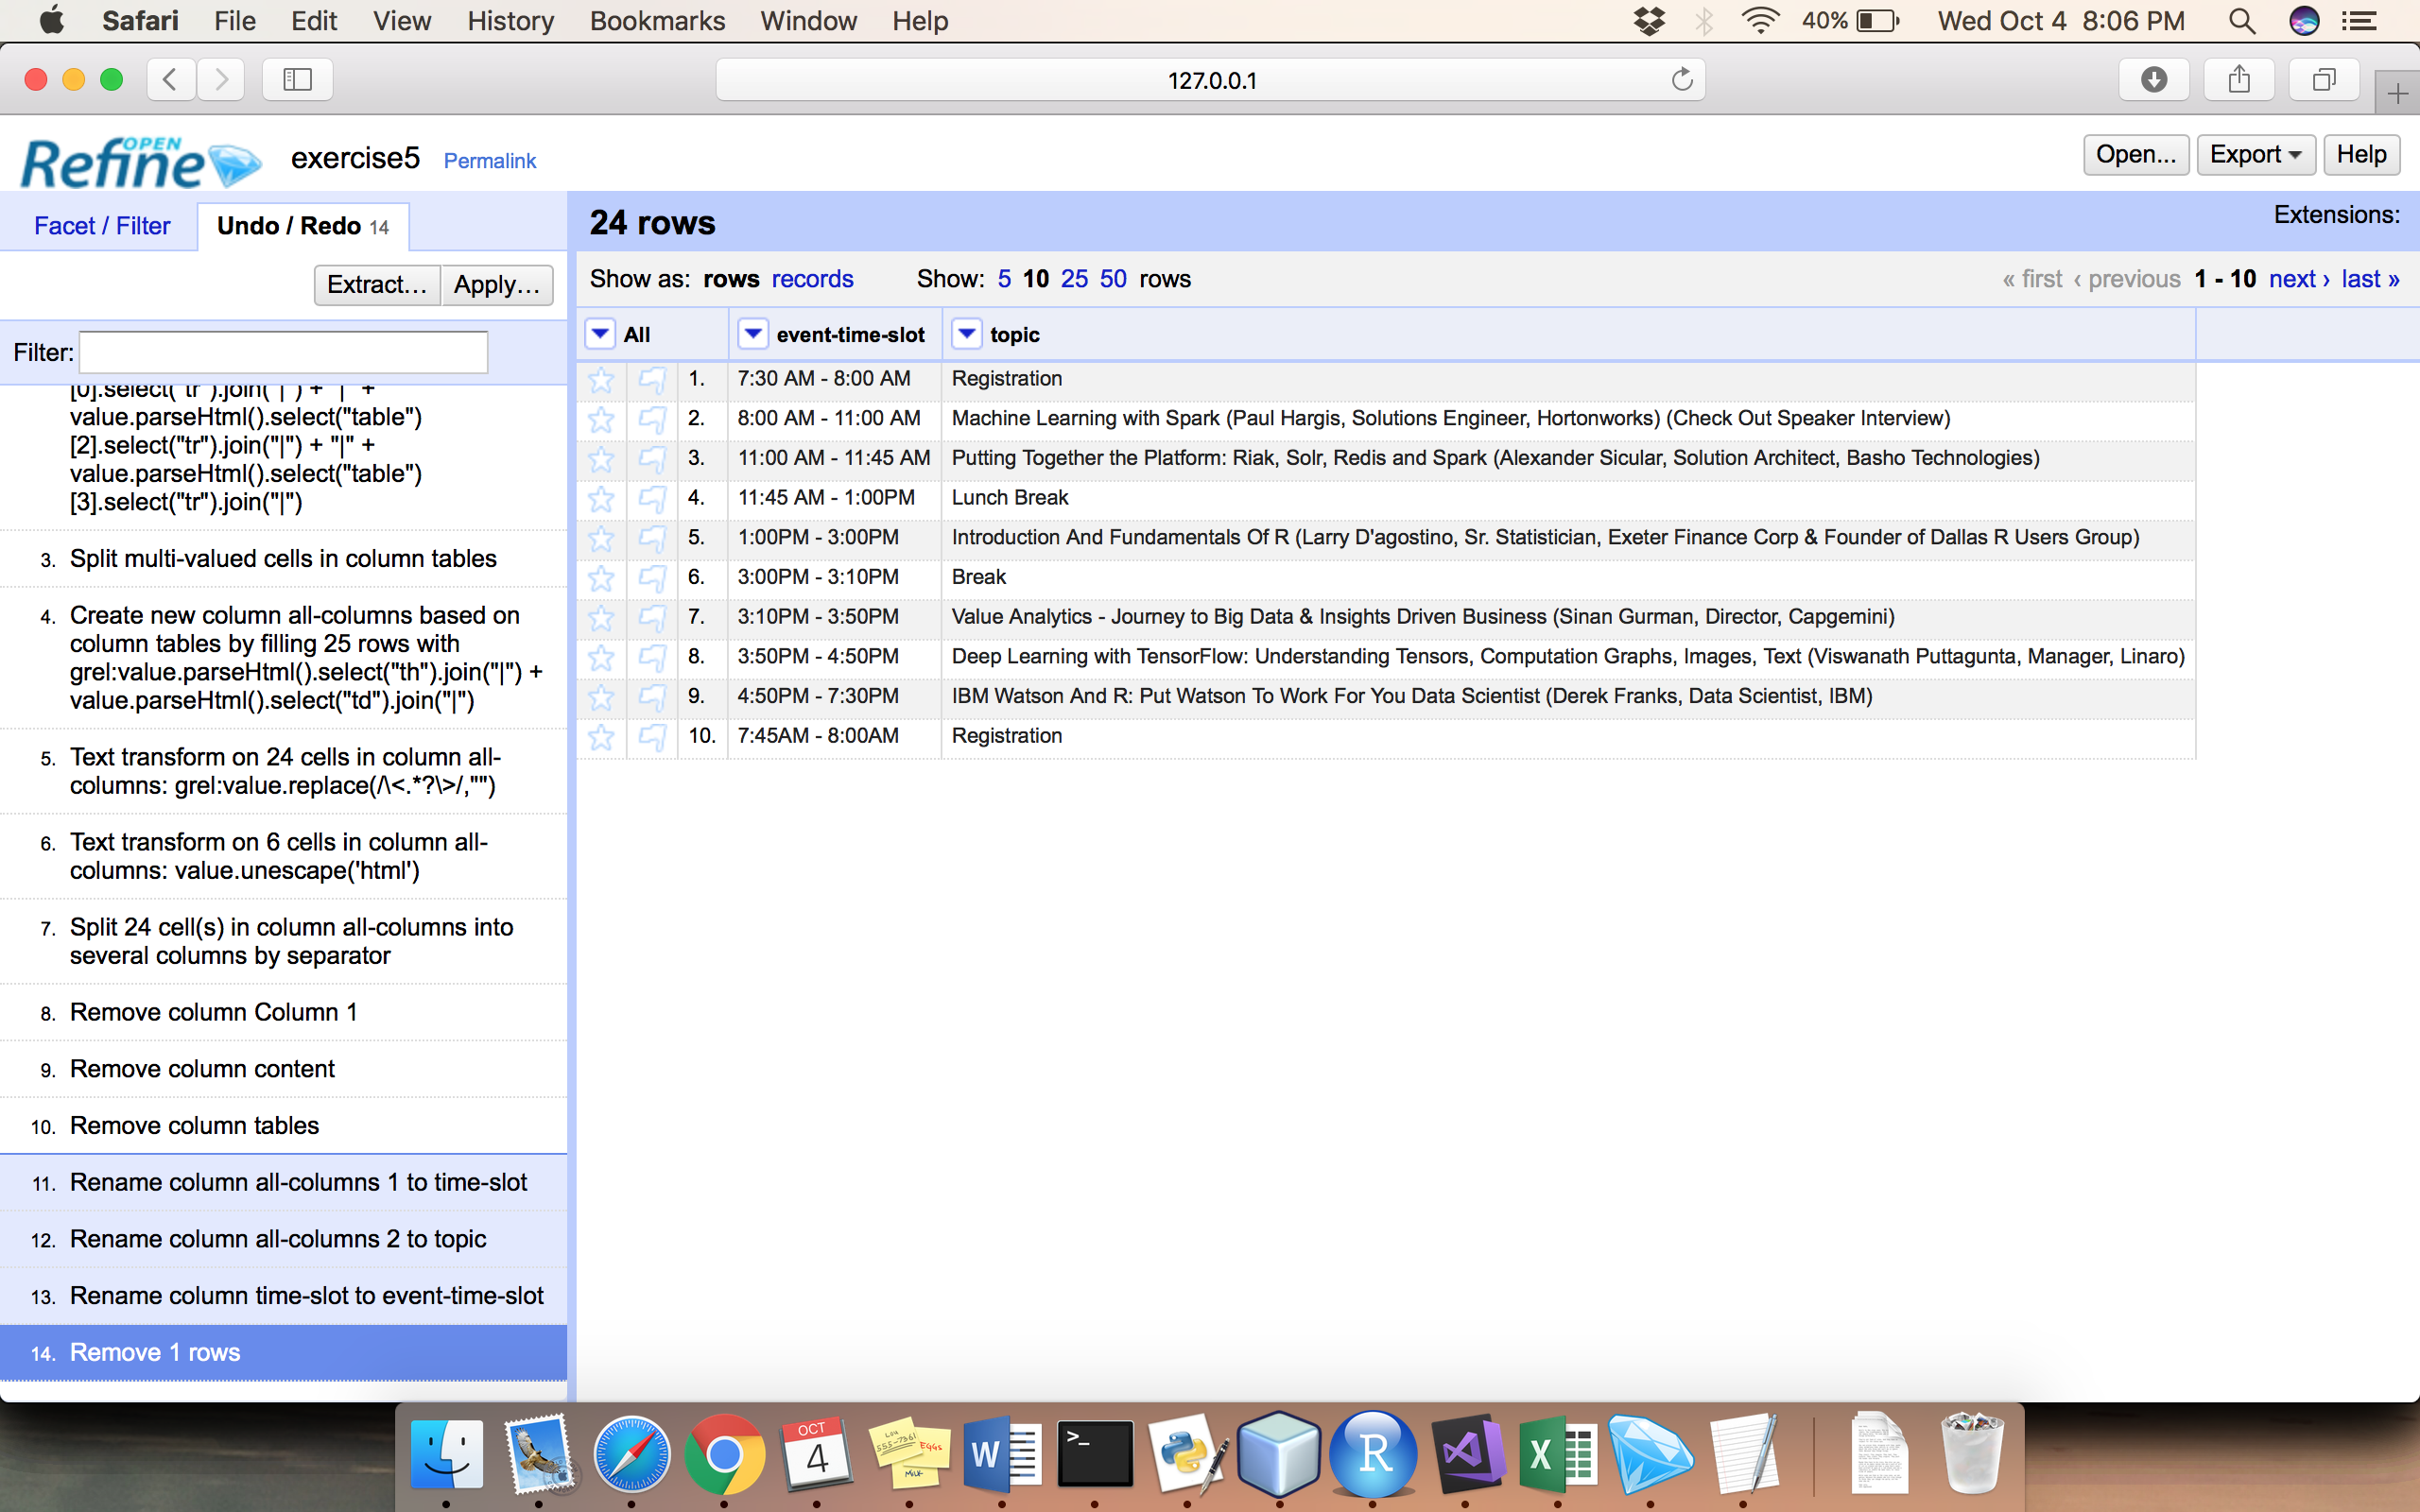 Safari File Edit View History Bookmarks Window Help 40% Wed Oct 4 8:06 PM
127.0.0.1
OPEN
Refine exercise5 Permalink Open... Export Help
Facet / Filter Undo / Redo 14
Extract... Apply...
Filter:
[0].select("tr").join("|") + "|" +
value.parseHtml().select("table")
[2].select("tr").join("|") + "|" +
value.parseHtml().select("table")
[3].select("tr").join("|")
3. Split multi-valued cells in column tables
4. Create new column all-columns based on
column tables by filling 25 rows with
grel:value.parseHtml().select("th").join("|") +
value.parseHtml().select("td").join("|")
5. Text transform on 24 cells in column all-
columns: grel:value.replace(/\<.*?\>/,"")
6. Text transform on 6 cells in column all-
columns: value.unescape('html')
7. Split 24 cell(s) in column all-columns into
several columns by separator
8. Remove column Column 1
9. Remove column content
10. Remove column tables
11. Rename column all-columns 1 to time-slot
12. Rename column all-columns 2 to topic
13. Rename column time-slot to event-time-slot
14. Remove 1 rows
24 rows Extensions:
Show as: rows records Show: 5 10 25 50 rows « first ‹ previous 1 - 10 next › last »
All event-time-slot topic
1. 7:30 AM - 8:00 AM Registration
2. 8:00 AM - 11:00 AM Machine Learning with Spark (Paul Hargis, Solutions Engineer, Hortonworks) (Check Out Speaker Interview)
3. 11:00 AM - 11:45 AM Putting Together the Platform: Riak, Solr, Redis and Spark (Alexander Sicular, Solution Architect, Basho Technologies)
4. 11:45 AM - 1:00PM Lunch Break
5. 1:00PM - 3:00PM Introduction And Fundamentals Of R (Larry D'agostino, Sr. Statistician, Exeter Finance Corp & Founder of Dallas R Users Group)
6. 3:00PM - 3:10PM Break
7. 3:10PM - 3:50PM Value Analytics - Journey to Big Data & Insights Driven Business (Sinan Gurman, Director, Capgemini)
8. 3:50PM - 4:50PM Deep Learning with TensorFlow: Understanding Tensors, Computation Graphs, Images, Text (Viswanath Puttagunta, Manager, Linaro)
9. 4:50PM - 7:30PM IBM Watson And R: Put Watson To Work For You Data Scientist (Derek Franks, Data Scientist, IBM)
10. 7:45AM - 8:00AM Registration
OCT
4
555-7361
EGGS
MILK
W
>_
R
X